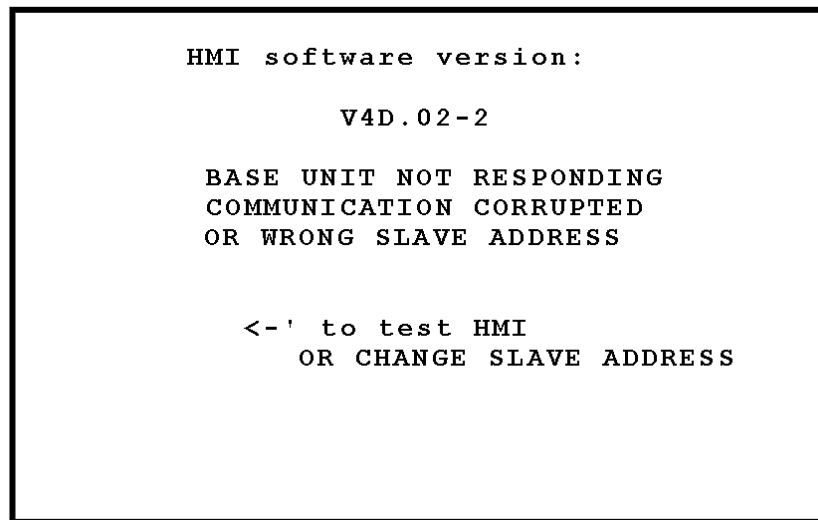 HMI software version:
V4D.02-2
BASE UNIT NOT RESPONDING
COMMUNICATION CORRUPTED
OR WRONG SLAVE ADDRESS
<-' to test HMI
OR CHANGE SLAVE ADDRESS